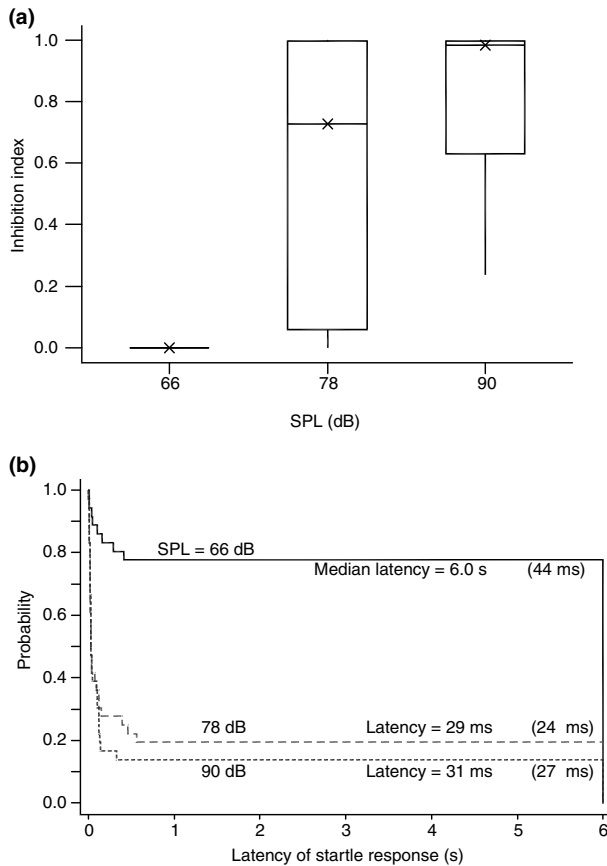 (a)
1.0
0.8
0.6
0.4
0.2
0.0
Inhibition index
66 78 90
SPL (dB)
(b)
1.0
0.8
0.6
0.4
0.2
0.0
Probability
SPL = 66 dB
Median latency = 6.0 s (44 ms)
78 dB Latency = 29 ms (24 ms)
90 dB Latency = 31 ms (27 ms)
0 1 2 3 4 5 6
Latency of startle response (s)